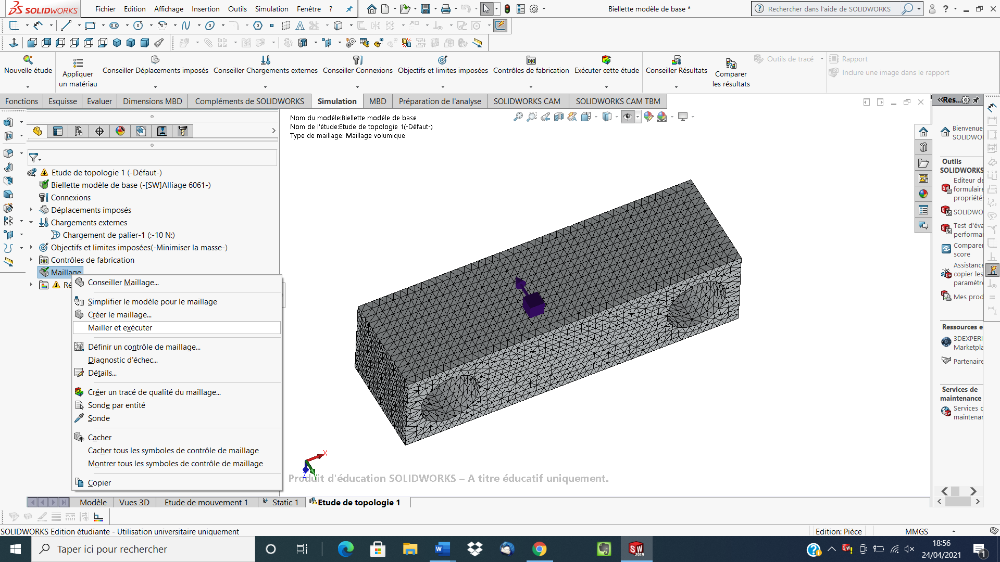 SOLIDWORKS
Fichier Edition Affichage Insertion Outils Simulation Fenêtre ?
Biellette modèle de base *
Rechercher dans l'aide de SOLIDWORKS
Nouvelle étude
Appliquer
un matériau
Conseiller Déplacements imposés
Conseiller Chargements externes
Conseiller Connexions
Objectifs et limites imposées
Contrôles de fabrication
Exécuter cette étude
Conseiller Résultats
Comparer
les résultats
Outils de tracé
Rapport
Inclure une image dans le rapport
Fonctions Esquisse Evaluer Dimensions MBD Compléments de SOLIDWORKS Simulation MBD Préparation de l'analyse SOLIDWORKS CAM SOLIDWORKS CAM TBM
Res...
Nom du modèle:Biellette modèle de base
Nom de l'étude:Etude de topologie 1(-Défaut-)
Type de maillage: Maillage volumique
Etude de topologie 1 (-Défaut-)
Biellette modèle de base (-[SW]Alliage 6061-)
Connexions
Déplacements imposés
Chargements externes
Chargement de palier-1 (:-10 N:)
Objectifs et limites imposées(-Minimiser la masse-)
Contrôles de fabrication
Maillage
Ré
Conseiller Maillage...
Simplifier le modèle pour le maillage
Créer le maillage...
Mailler et exécuter
Définir un contrôle de maillage...
Diagnostic d'échec...
Détails...
Créer un tracé de qualité du maillage...
Sonde par entité
Sonde
Cacher
Cacher tous les symboles de contrôle de maillage
Montrer tous les symboles de contrôle de maillage
Copier
X
Y
Z
Produit d'éducation SOLIDWORKS – A titre éducatif uniquement.
Bienvenue
SOLIDWO
Outils
SOLIDWORKS
Editeur de
formulaire
propriétés
SOLIDWO
Test d'éva
performa
Comparer
score
Assistance
copier les
paramètre
Mes prod
Ressources e
3DEXPERI
Marketpla
Partenaire
Services de
maintenance
Services d
maintenan
Modèle Vues 3D Etude de mouvement 1 Static 1 Etude de topologie 1
SOLIDWORKS Edition étudiante - Utilisation universitaire uniquement
Edition: Pièce
MMGS
Taper ici pour rechercher
18:56
24/04/2021
1